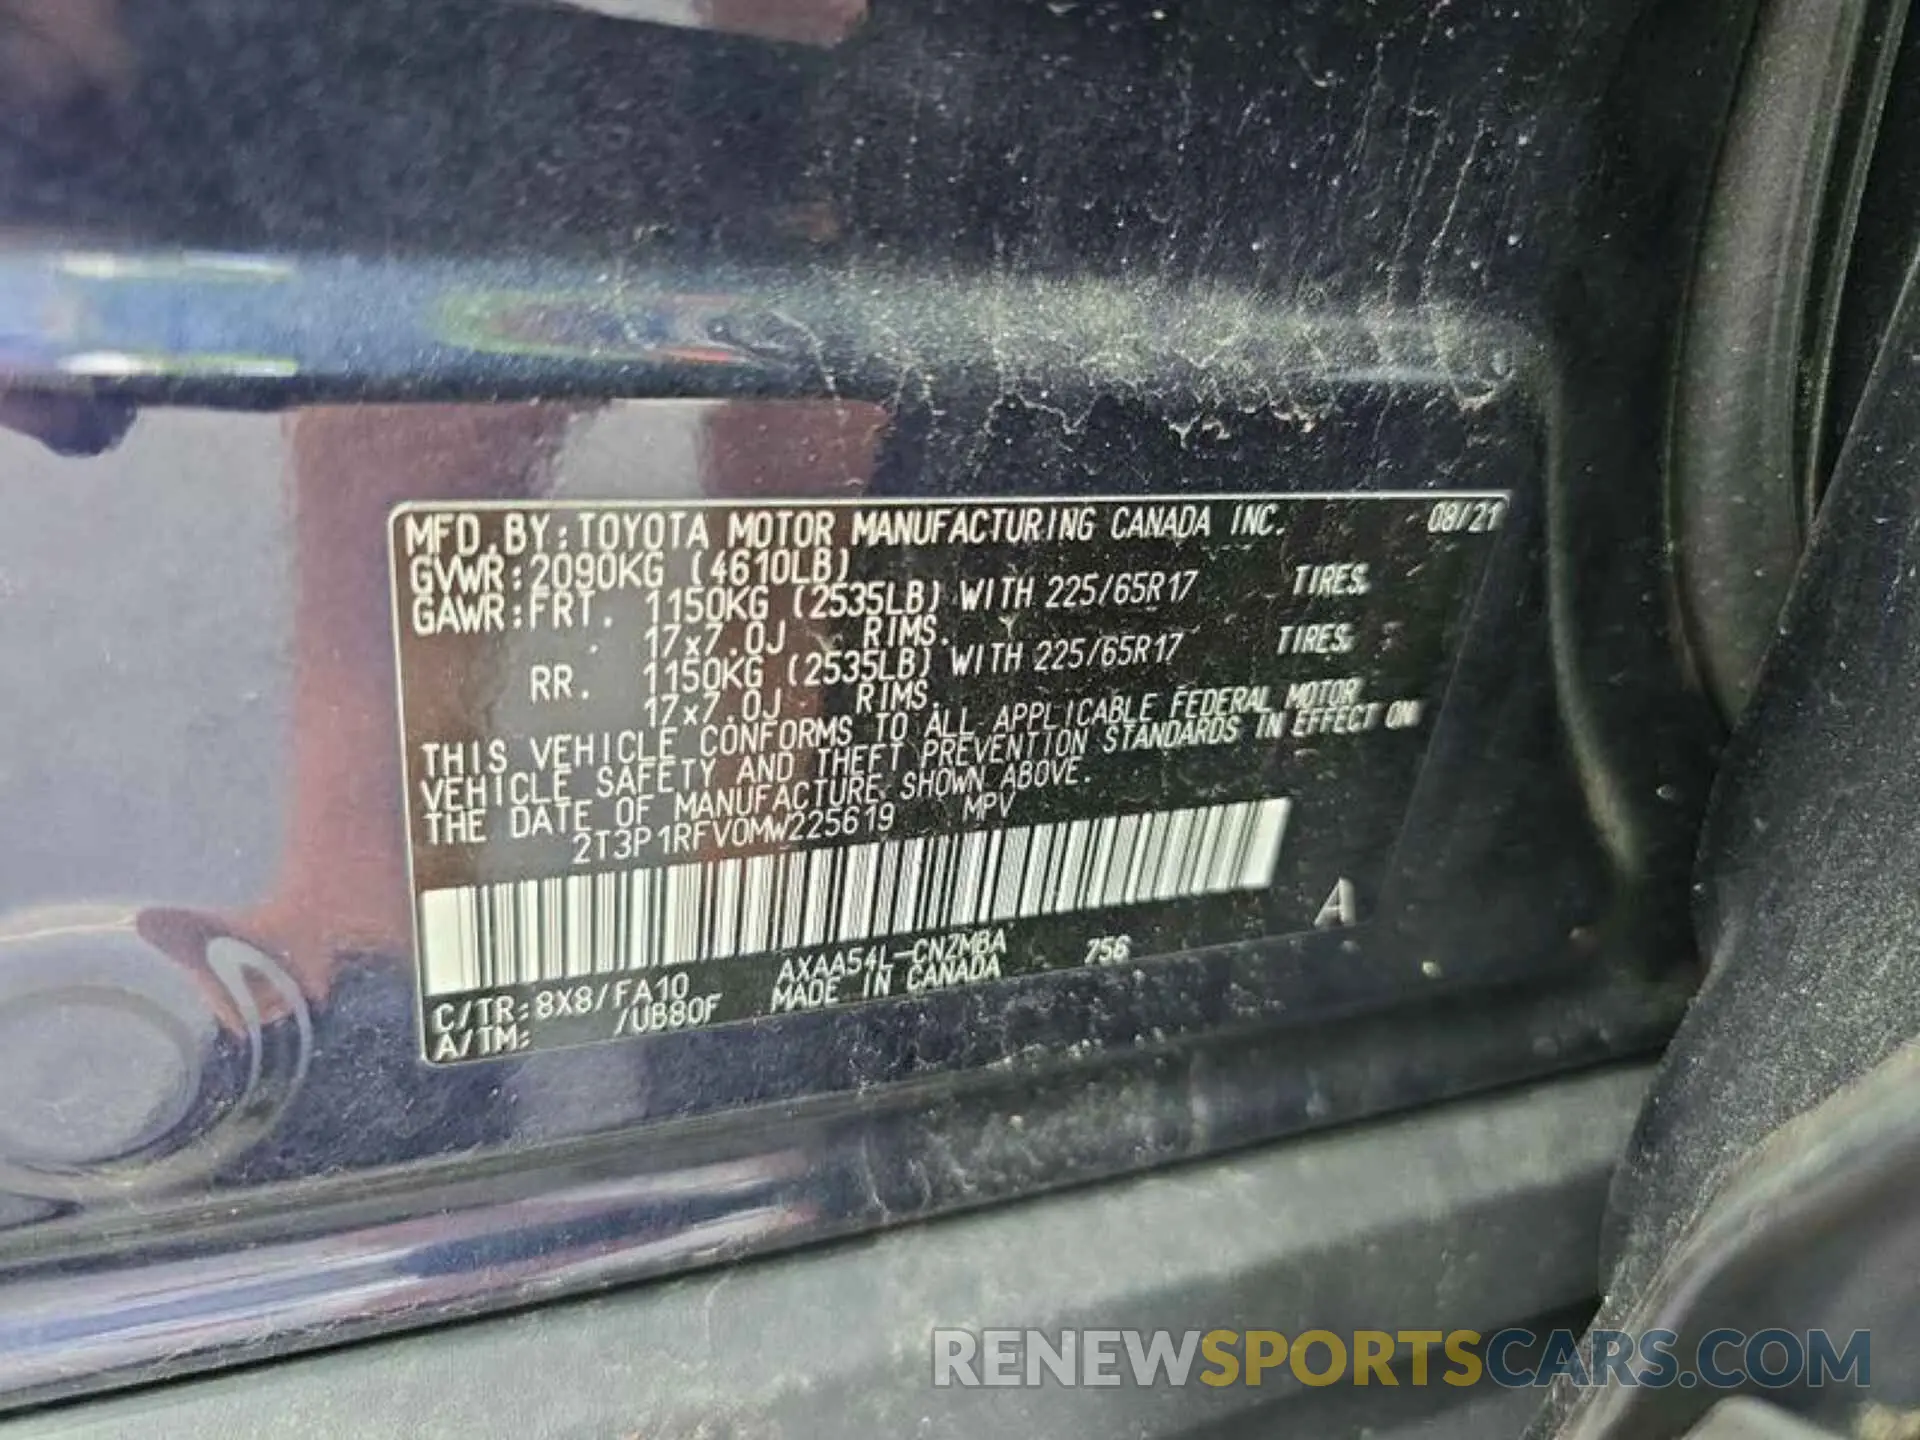 MFD.BY:TOYOTA MOTOR MANUFACTURING CANADA INC. 08/21
GVWR:2090KG (4610LB)
GAWR:FRT. 1150KG (2535LB) WITH 225/65R17 TIRES.
17x7.0J RIMS.
RR. 1150KG (2535LB) WITH 225/65R17 TIRES.
17x7.0J RIMS.
THIS VEHICLE CONFORMS TO ALL APPLICABLE FEDERAL MOTOR
VEHICLE SAFETY AND THEFT PREVENTION STANDARDS IN EFFECT ON
THE DATE OF MANUFACTURE SHOWN ABOVE.
2T3P1RFV0MW225619 MPV
A
C/TR:8X8/FA10 AXAA54L-CNZMBA 756
A/TM: /UB80F MADE IN CANADA
RENEWSPORTSCARS.COM